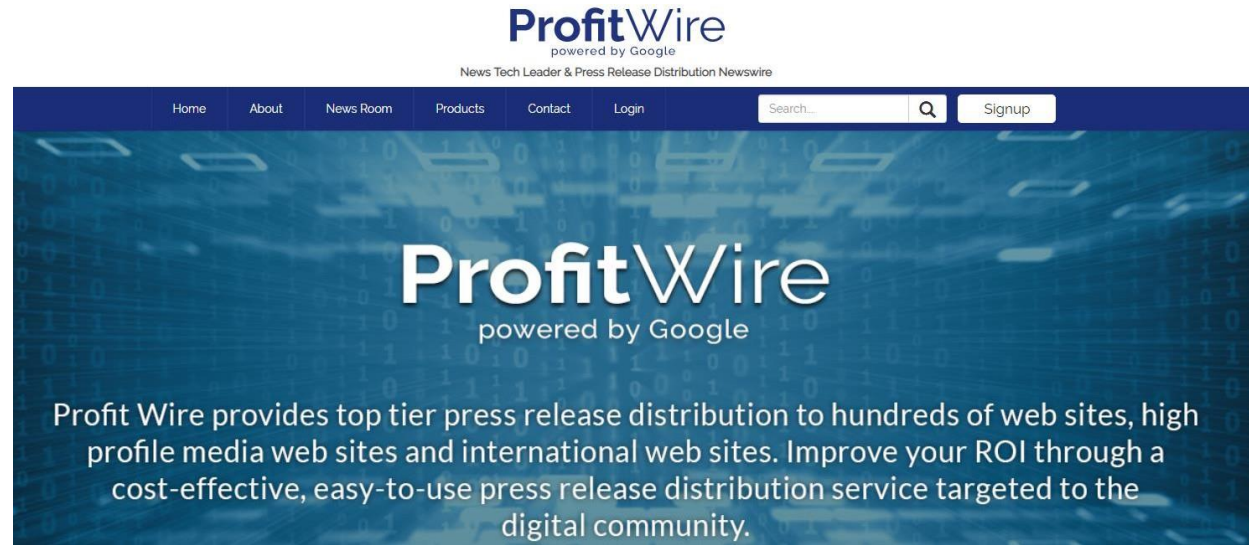 ProfitWire
powered by Google
News Tech Leader & Press Release Distribution Newswire
Home About News Room Products Contact Login Search... Signup
ProfitWire
powered by Google
Profit Wire provides top tier press release distribution to hundreds of web sites, high
profile media web sites and international web sites. Improve your ROI through a
cost-effective, easy-to-use press release distribution service targeted to the
digital community.